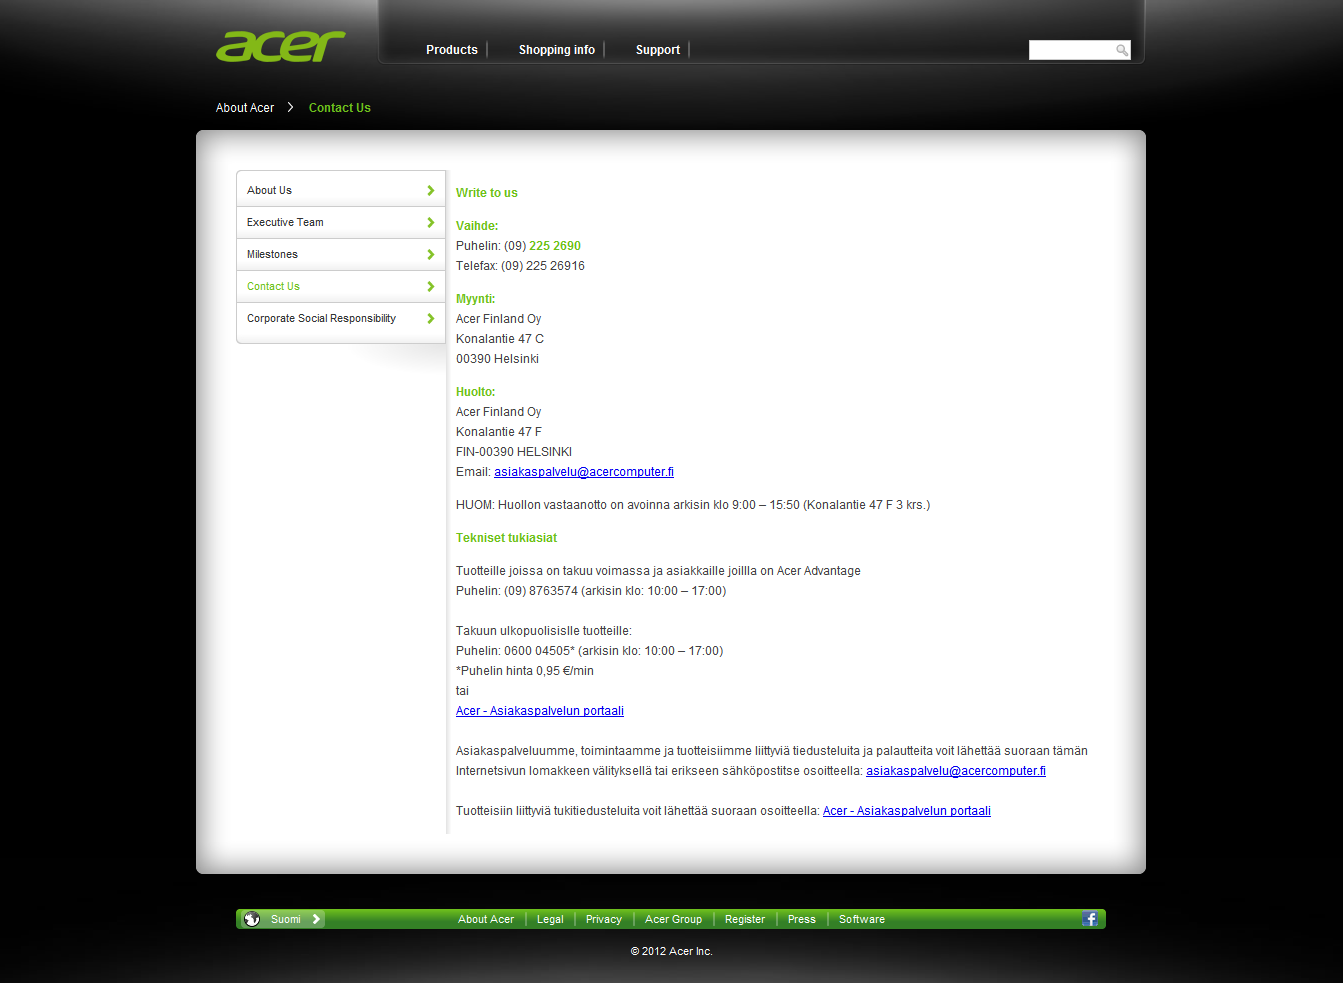 acer
Products
Shopping info
Support
About Acer
Contact Us
About Us
Executive Team
Milestones
Contact Us
Corporate Social Responsibility
Write to us
Vaihde:
Puhelin: (09) 225 2690
Telefax: (09) 225 26916
Myynti:
Acer Finland Oy
Konalantie 47 C
00390 Helsinki
Huolto:
Acer Finland Oy
Konalantie 47 F
FIN-00390 HELSINKI
Email: asiakaspalvelu@acercomputer.fi
HUOM: Huollon vastaanotto on avoinna arkisin klo 9:00 – 15:50 (Konalantie 47 F 3 krs.)
Tekniset tukiasiat
Tuotteille joissa on takuu voimassa ja asiakkaille joillla on Acer Advantage
Puhelin: (09) 8763574 (arkisin klo: 10:00 – 17:00)
Takuun ulkopuolisislle tuotteille:
Puhelin: 0600 04505* (arkisin klo: 10:00 – 17:00)
*Puhelin hinta 0,95 €/min
tai
Acer - Asiakaspalvelun portaali
Asiakaspalveluumme, toimintaamme ja tuotteisiimme liittyviä tiedusteluita ja palautteita voit lähettää suoraan tämän
Internetsivun lomakkeen välityksellä tai erikseen sähköpostitse osoitteella: asiakaspalvelu@acercomputer.fi
Tuotteisiin liittyviä tukitiedusteluita voit lähettää suoraan osoitteella: Acer - Asiakaspalvelun portaali
Suomi
About Acer
Legal
Privacy
Acer Group
Register
Press
Software
f
© 2012 Acer Inc.